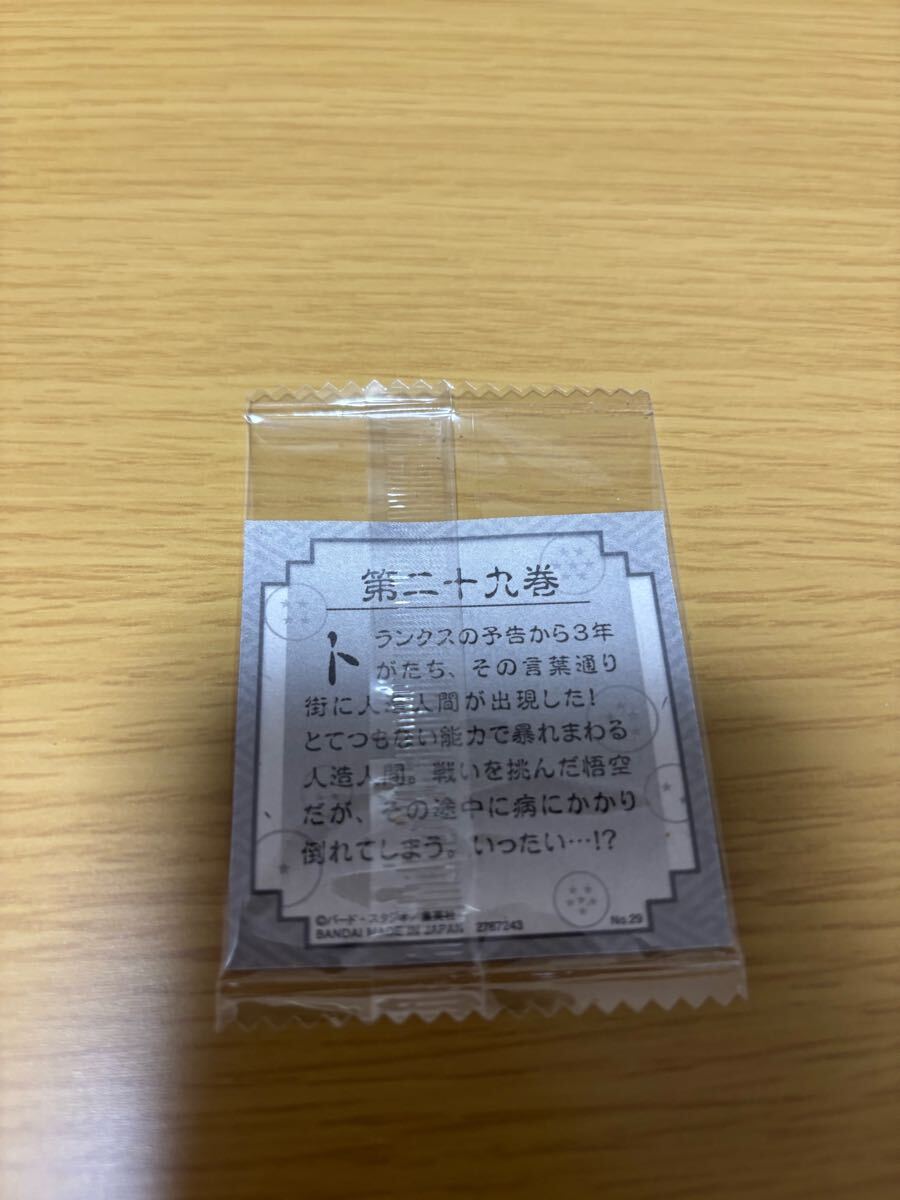 第二十九巻
トランクスの予告から3年
がたち、その言葉通り
街に人造人間が出現した!
とてつもない能力で暴れまわる
人造人間。戦いを挑んだ悟空
だが、その途中に病にかかり
倒れてしまう。いったい…!?
©バード・スタジオ/集英社
BANDAI MADE IN JAPAN 2767243
No.29